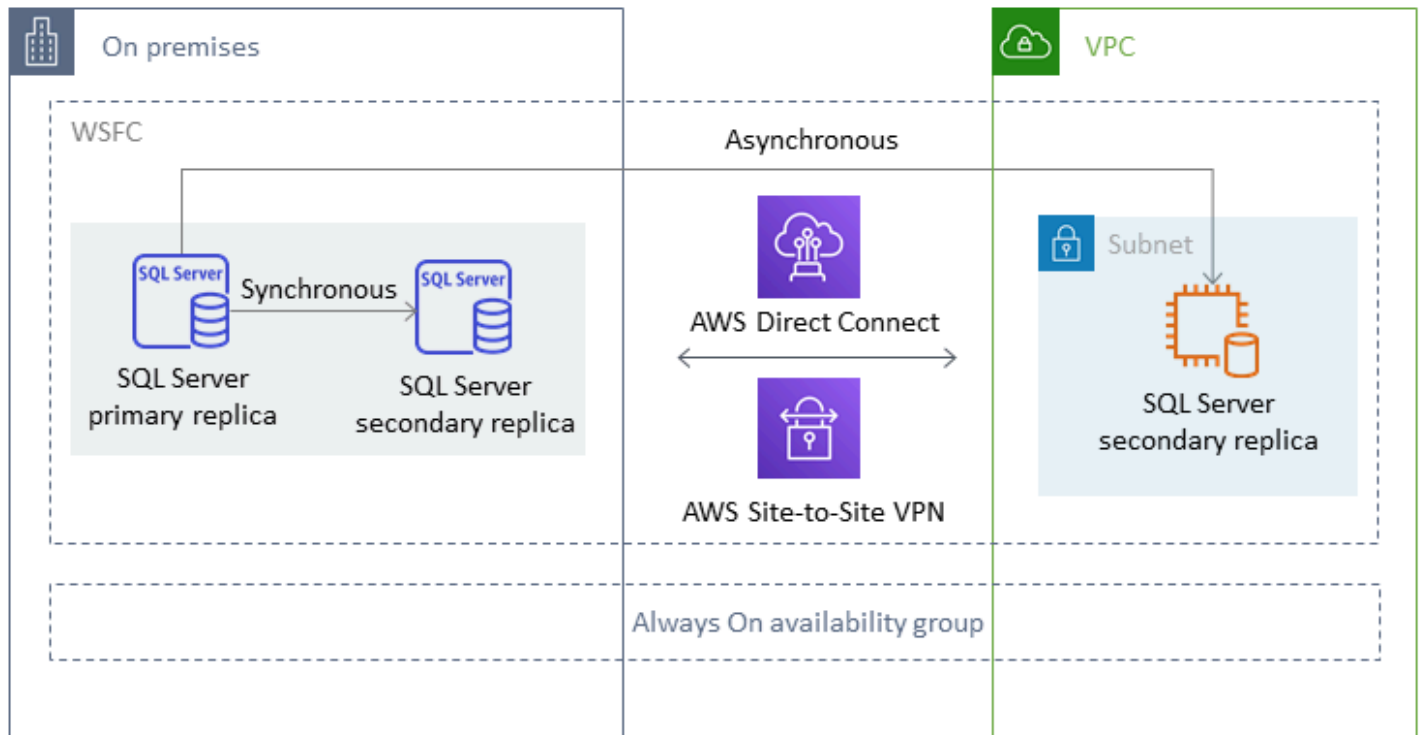 On premises
VPC
WSFC
Asynchronous
SQL Server
Synchronous
SQL Server
SQL Server
primary replica
SQL Server
secondary replica
AWS Direct Connect
AWS Site-to-Site VPN
Subnet
SQL Server
secondary replica
Always On availability group